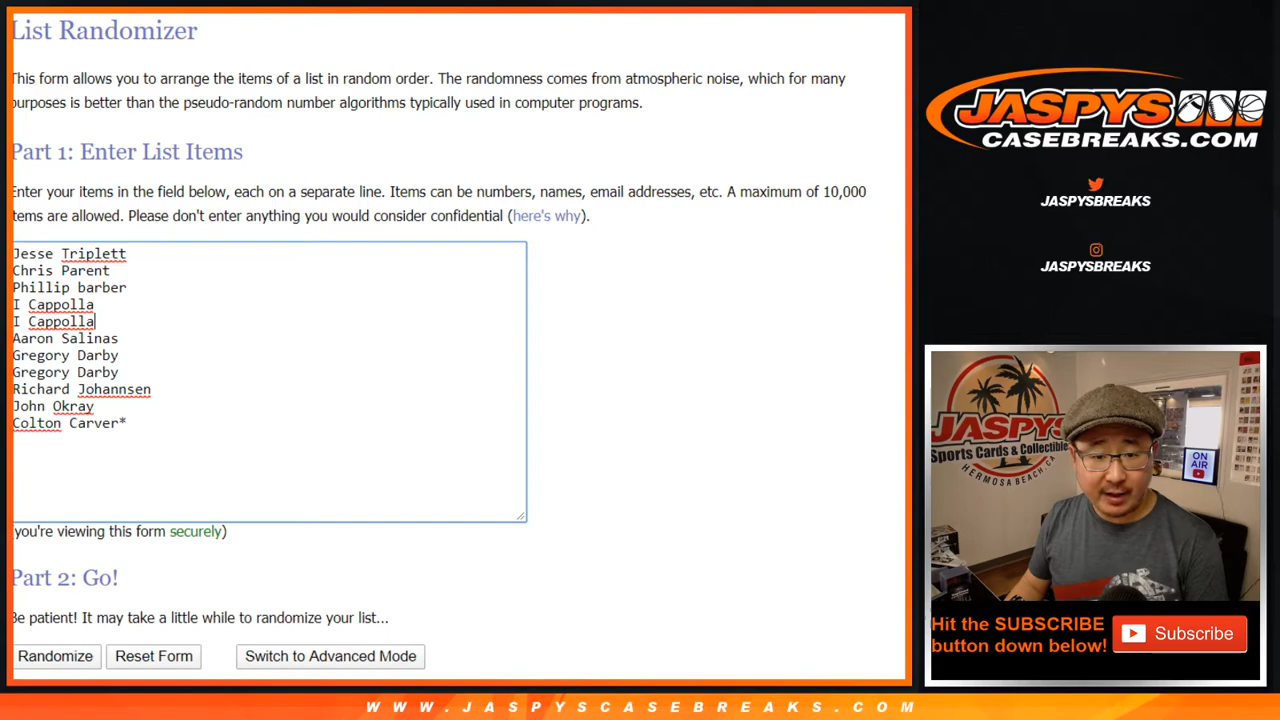 List Randomizer
This form allows you to arrange the items of a list in random order. The randomness comes from atmospheric noise, which for many
purposes is better than the pseudo-random number algorithms typically used in computer programs.
Part 1: Enter List Items
Enter your items in the field below, each on a separate line. Items can be numbers, names, email addresses, etc. A maximum of 10,000
items are allowed. Please don't enter anything you would consider confidential (here's why).
Jesse Triplett
Chris Parent
Phillip barber
I Cappolla
I Cappolla
Aaron Salinas
Gregory Darby
Gregory Darby
Richard Johannsen
John Okray
Colton Carver*
you're viewing this form securely)
Part 2: Go!
Be patient! It may take a little while to randomize your list...
Randomize
Reset Form
Switch to Advanced Mode
JASPYS
CASEBREAKS.COM
JASPYSBREAKS
JASPYSBREAKS
JASPYS
Sports Cards & Collectible
HERMOSA BEACH, CA
ON
AIR
Hit the SUBSCRIBE
button down below!
Subscribe
WWW.JASPYSCASEBREAKS.COM